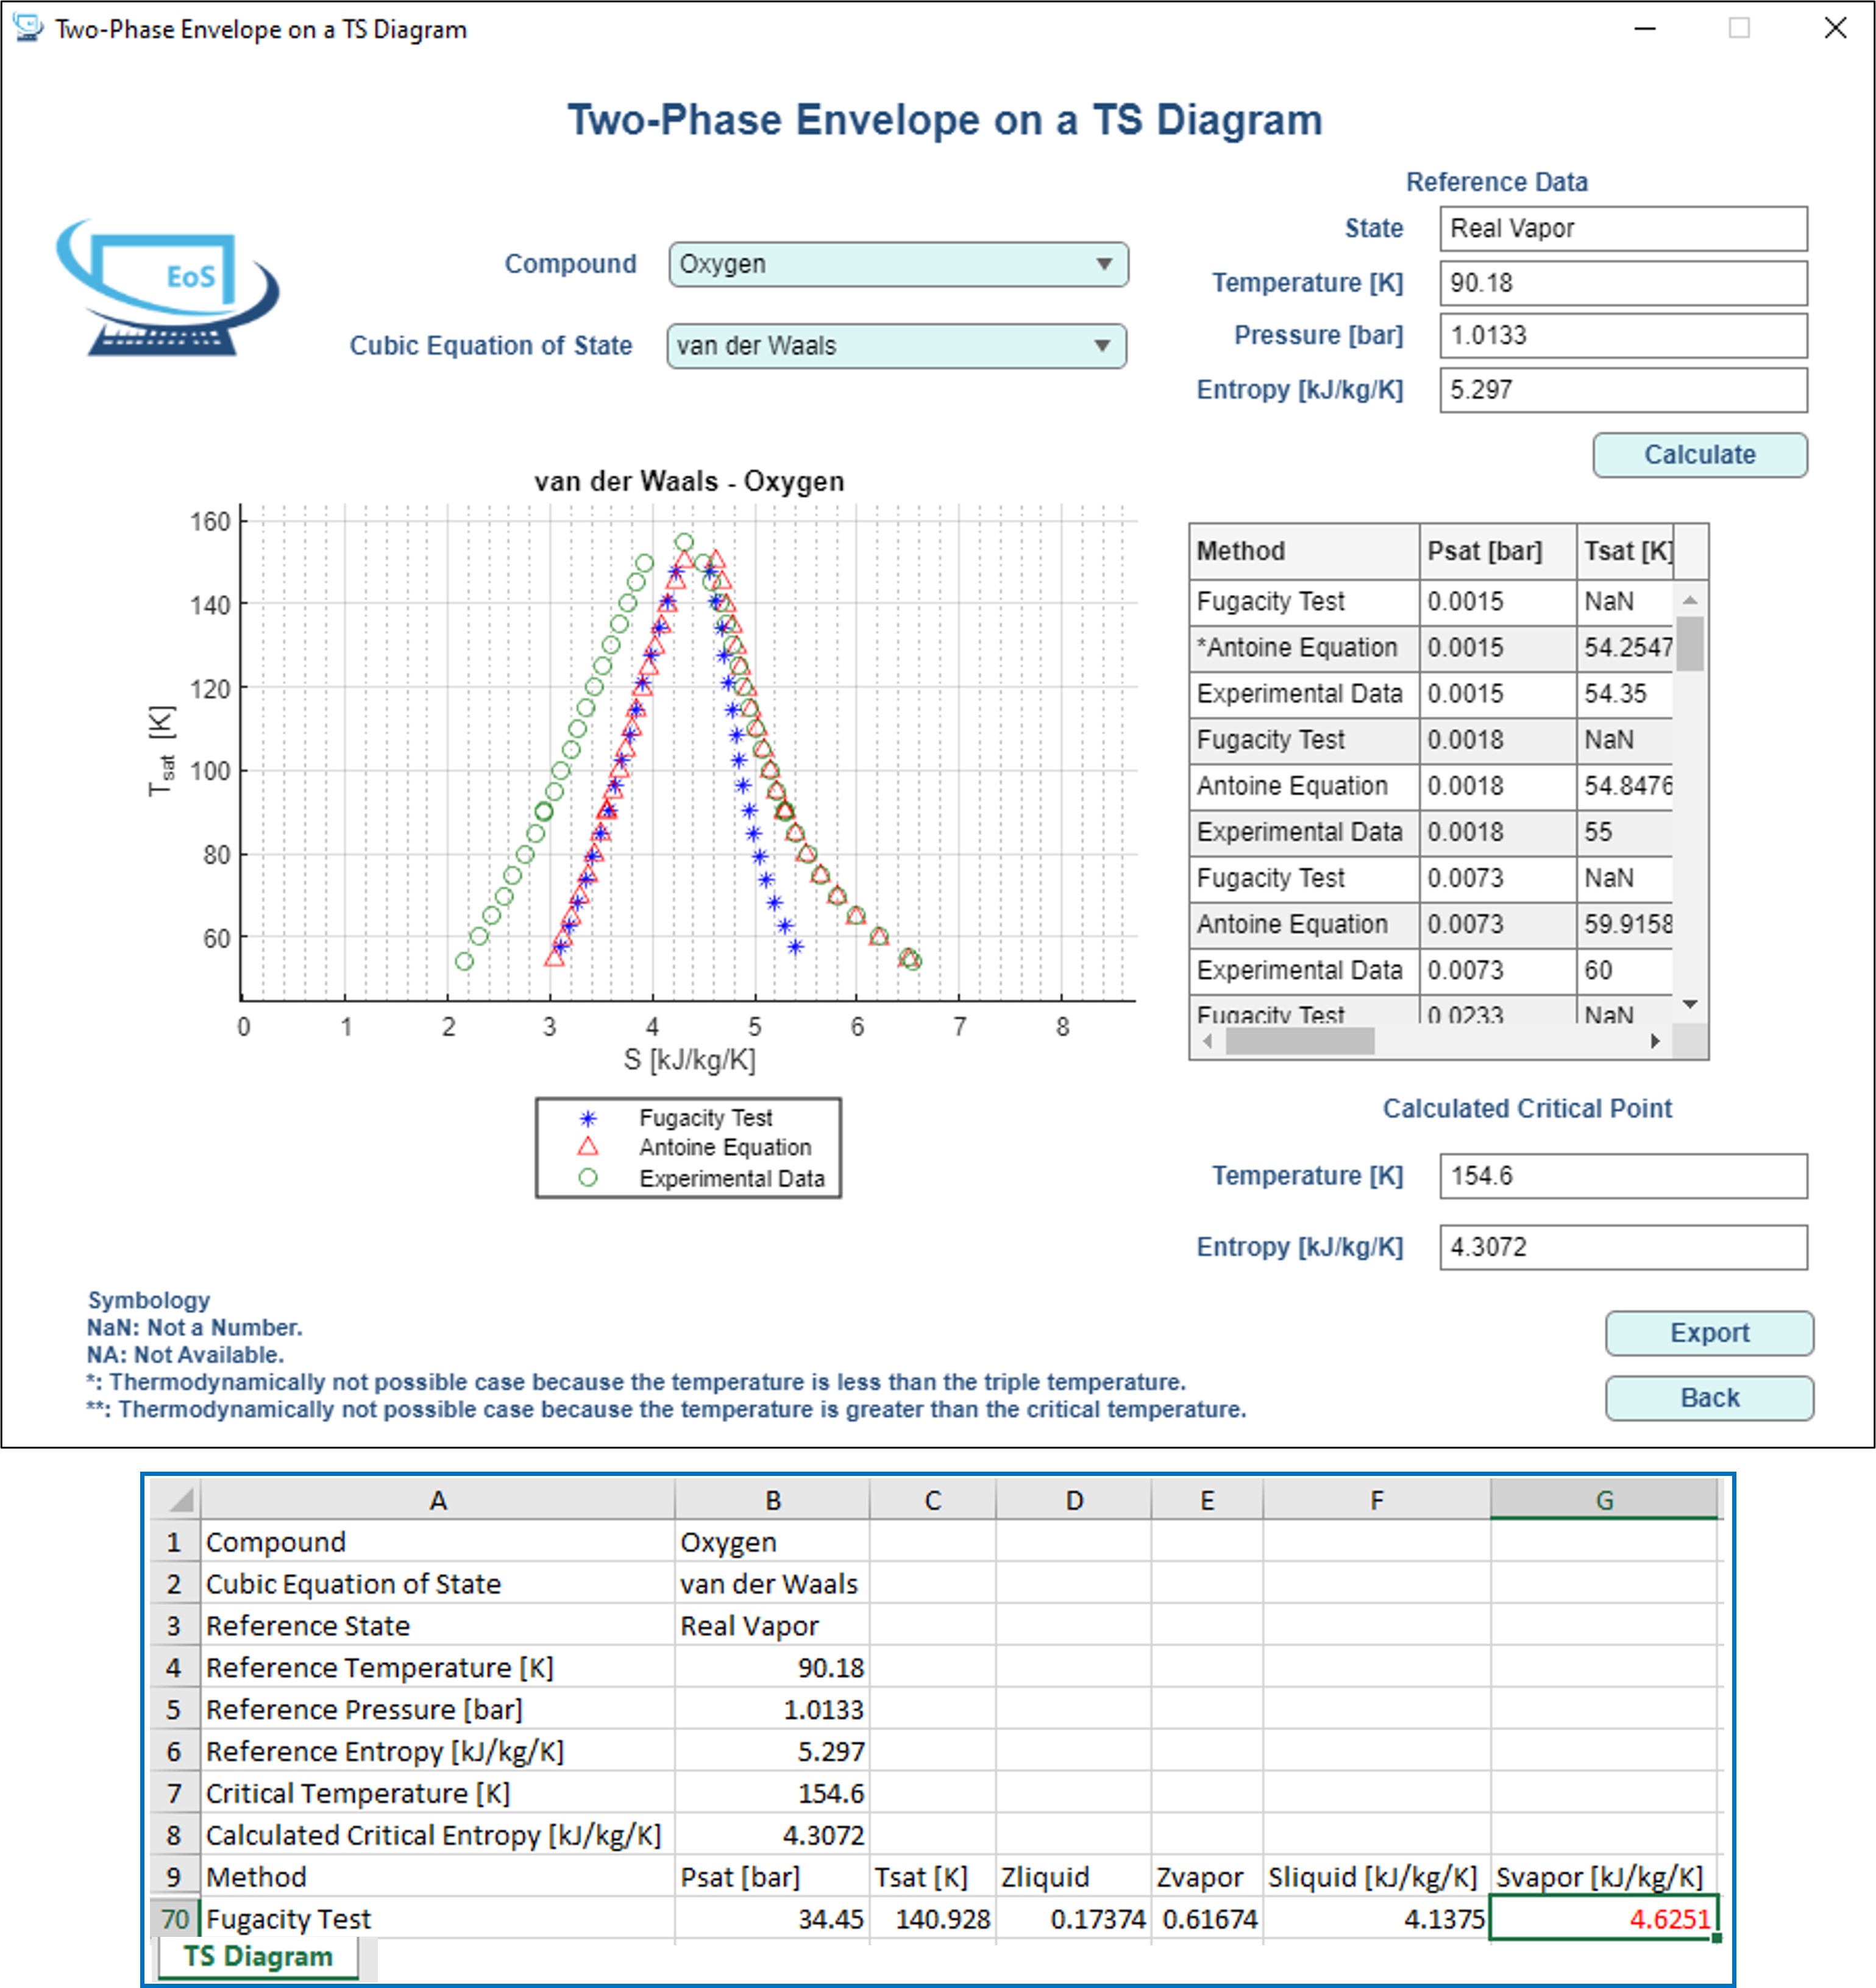 Two-Phase Envelope on a TS Diagram
Two-Phase Envelope on a TS Diagram
EoS
Compound
Oxygen
Cubic Equation of State
van der Waals
Reference Data
State
Real Vapor
Temperature [K]
90.18
Pressure [bar]
1.0133
Entropy [kJ/kg/K]
5.297
Calculate
van der Waals - Oxygen
160
140
120
100
80
60
Tsat [K]
0 1 2 3 4 5 6 7 8
S [kJ/kg/K]
Fugacity Test
Antoine Equation
Experimental Data
Method Psat [bar] Tsat [K]
Fugacity Test 0.0015 NaN
*Antoine Equation 0.0015 54.2547
Experimental Data 0.0015 54.35
Fugacity Test 0.0018 NaN
Antoine Equation 0.0018 54.8476
Experimental Data 0.0018 55
Fugacity Test 0.0073 NaN
Antoine Equation 0.0073 59.9158
Experimental Data 0.0073 60
Fugacity Test 0.0233 NaN
Calculated Critical Point
Temperature [K]
154.6
Entropy [kJ/kg/K]
4.3072
Symbology
NaN: Not a Number.
NA: Not Available.
*: Thermodynamically not possible case because the temperature is less than the triple temperature.
**: Thermodynamically not possible case because the temperature is greater than the critical temperature.
Export
Back
A B C D E F G
1 Compound Oxygen
2 Cubic Equation of State van der Waals
3 Reference State Real Vapor
4 Reference Temperature [K] 90.18
5 Reference Pressure [bar] 1.0133
6 Reference Entropy [kJ/kg/K] 5.297
7 Critical Temperature [K] 154.6
8 Calculated Critical Entropy [kJ/kg/K] 4.3072
9 Method Psat [bar] Tsat [K] Zliquid Zvapor Sliquid [kJ/kg/K] Svapor [kJ/kg/K]
70 Fugacity Test 34.45 140.928 0.17374 0.61674 4.1375 4.6251
TS Diagram